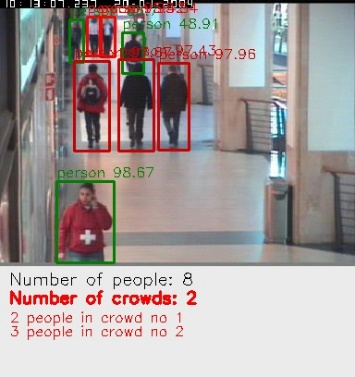 person 48.91
person 97.96
person 98.67
Number of people: 8
Number of crowds: 2
2 people in crowd no 1
3 people in crowd no 2